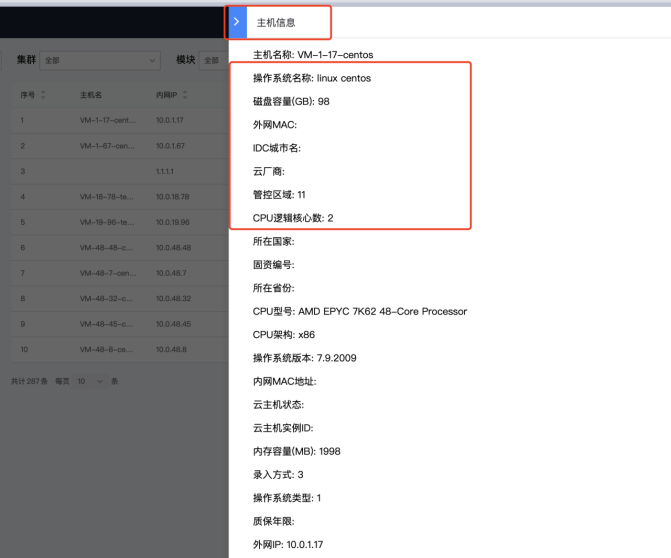 主机信息
集群 全部 模块 全部
序号 主机名 内网IP
1 VM-1-17-cent... 10.0.1.17
2 VM-1-67-cen... 10.0.1.67
3 1.1.1.1
4 VM-18-78-te... 10.0.18.78
5 VM-19-96-te... 10.0.19.96
6 VM-48-48-c... 10.0.48.48
7 VM-48-7-cen... 10.0.48.7
8 VM-48-32-c... 10.0.48.32
9 VM-48-45-c... 10.0.48.45
10 VM-48-8-ce... 10.0.48.8
共计287条 每页 10 条
主机名称: VM-1-17-centos
操作系统名称: linux centos
磁盘容量(GB): 98
外网MAC:
IDC城市名:
云厂商:
管控区域: 11
CPU逻辑核心数: 2
所在国家:
固资编号:
所在省份:
CPU型号: AMD EPYC 7K62 48-Core Processor
CPU架构: x86
操作系统版本: 7.9.2009
内网MAC地址:
云主机状态:
云主机实例ID:
内存容量(MB): 1998
录入方式: 3
操作系统类型: 1
质保年限:
外网IP: 10.0.1.17